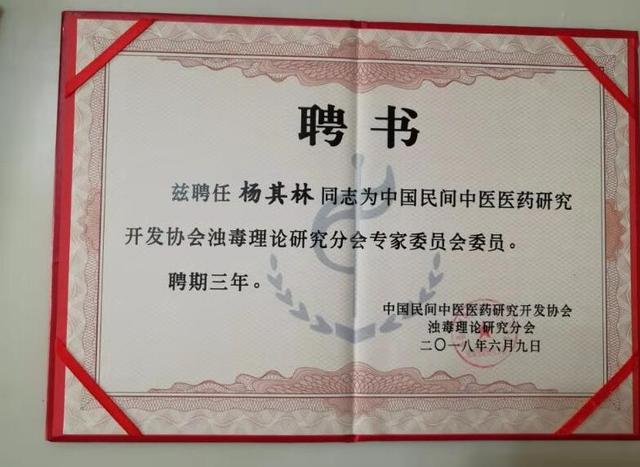 聘书
兹聘任 杨其林 同志为中国民间中医医药研究
开发协会浊毒理论研究分会专家委员会委员。
聘期三年。
中国民间中医医药研究开发协会
浊毒理论研究分会
二〇一八年六月九日